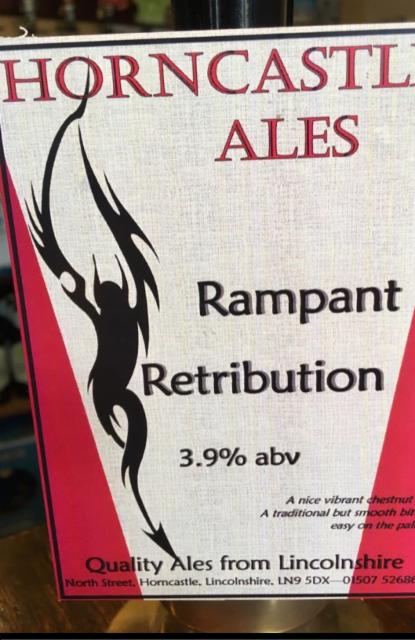 HORNCASTL
ALES
Rampant
Retribution
3.9% abv
A nice vibrant chestnut
A traditional but smooth bit
easy on the pal
Quality Ales from Lincolnshire
North Street, Horncastle, Lincolnshire, LN9 5DX—01507 52686